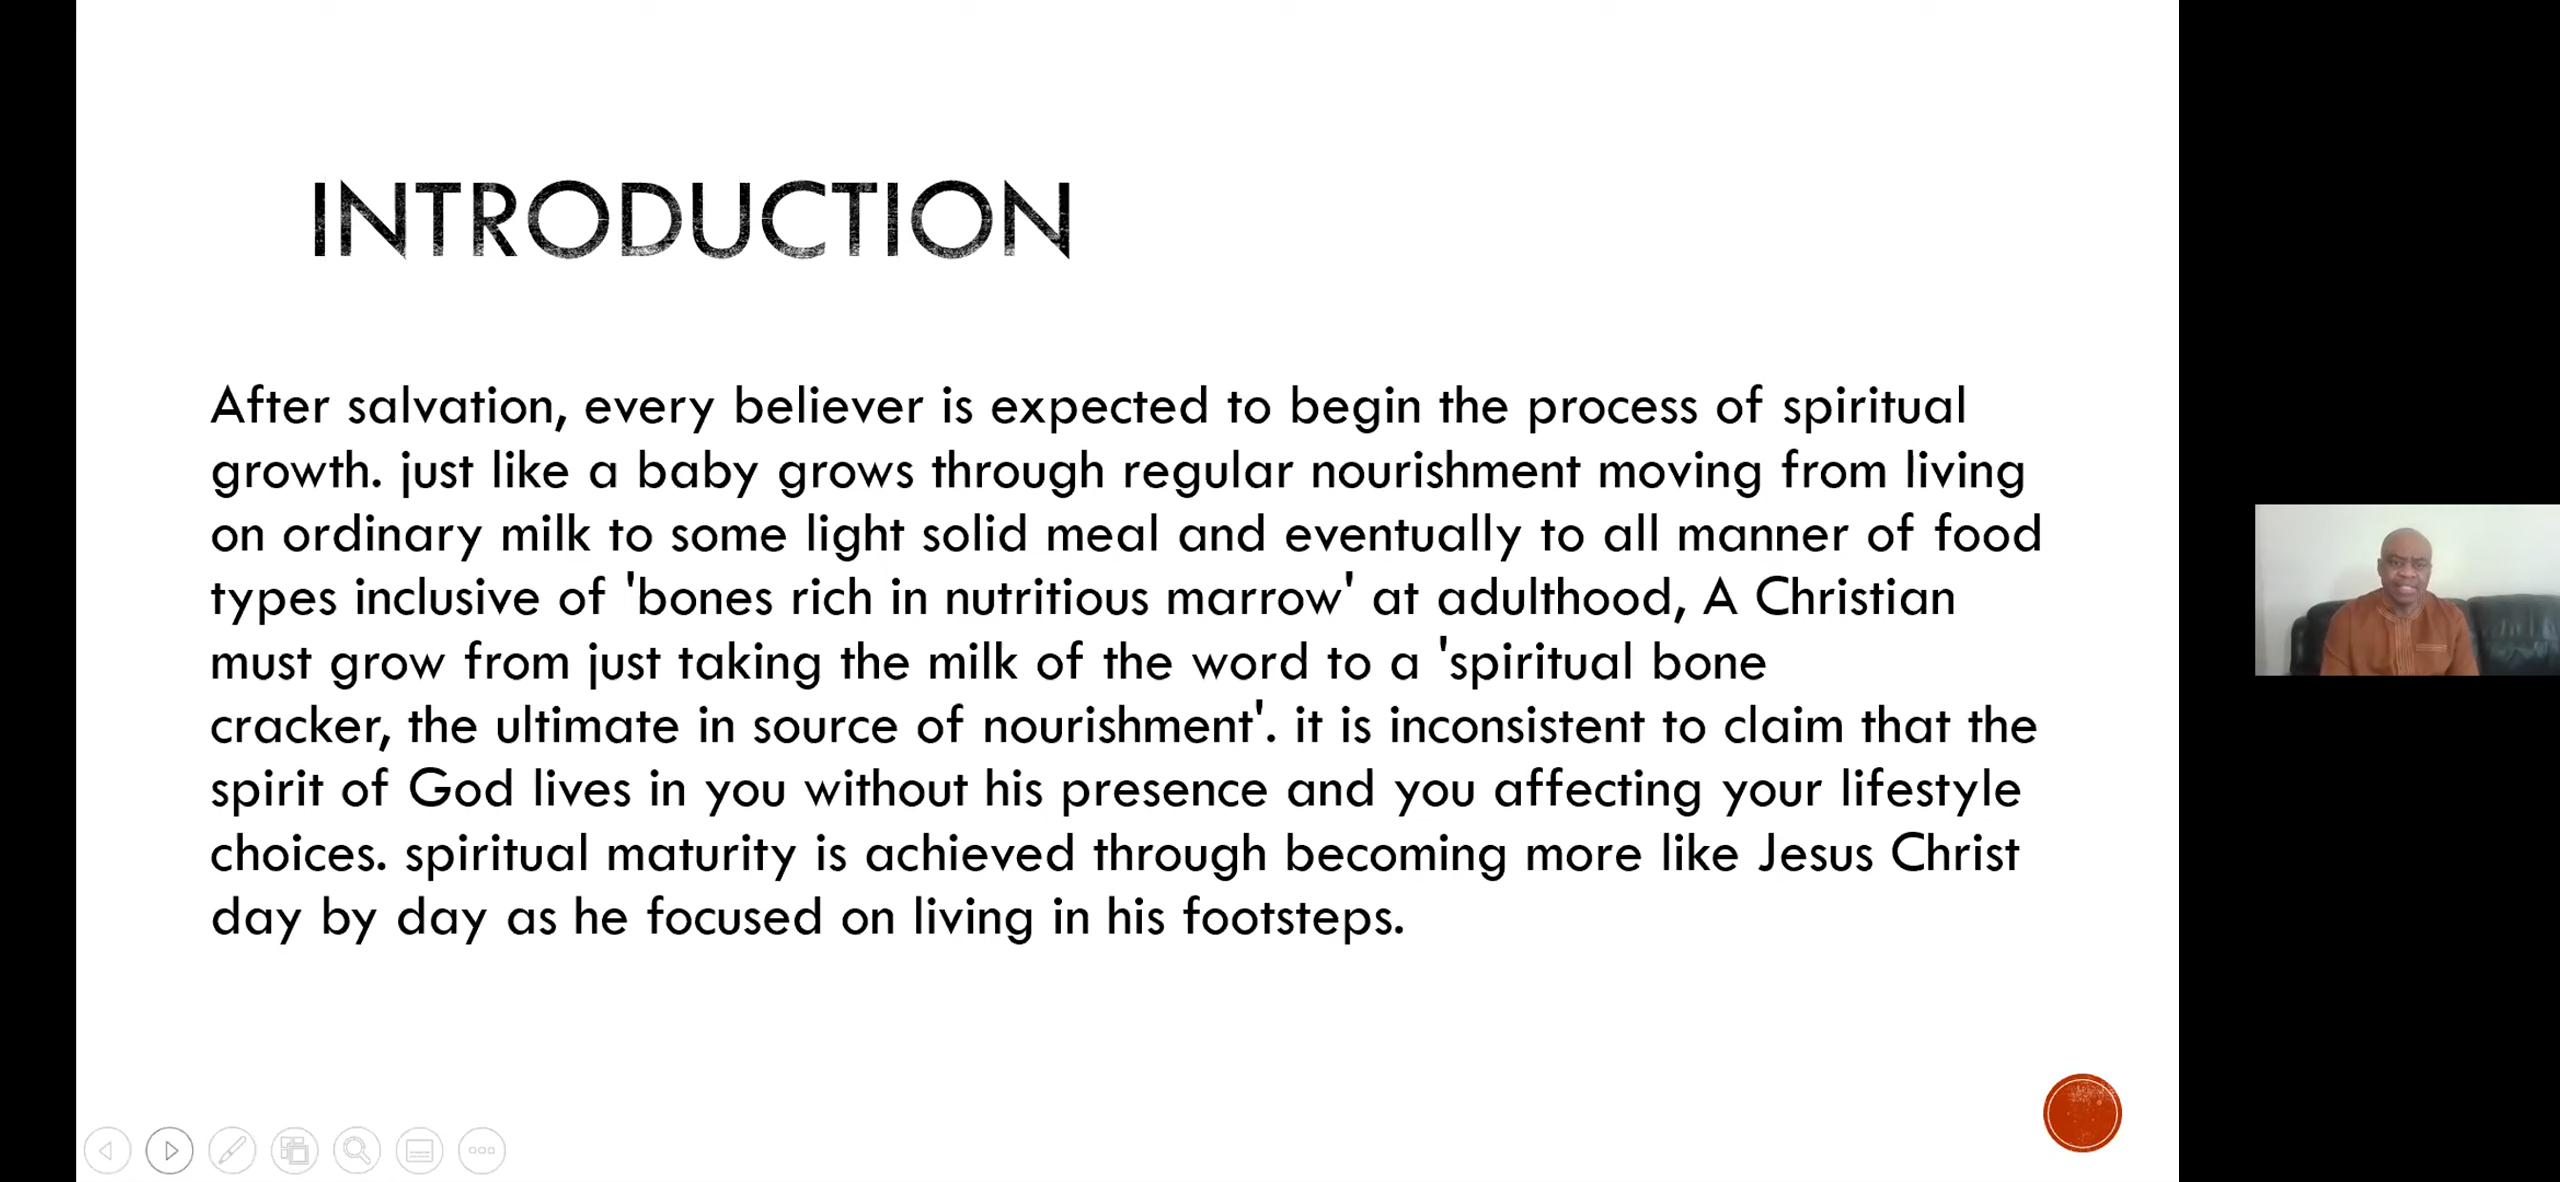 INTRODUCTION
After salvation, every believer is expected to begin the process of spiritual
growth. just like a baby grows through regular nourishment moving from living
on ordinary milk to some light solid meal and eventually to all manner of food
types inclusive of 'bones rich in nutritious marrow' at adulthood, A Christian
must grow from just taking the milk of the word to a 'spiritual bone
cracker, the ultimate in source of nourishment'. it is inconsistent to claim that the
spirit of God lives in you without his presence and you affecting your lifestyle
choices. spiritual maturity is achieved through becoming more like Jesus Christ
day by day as he focused on living in his footsteps.